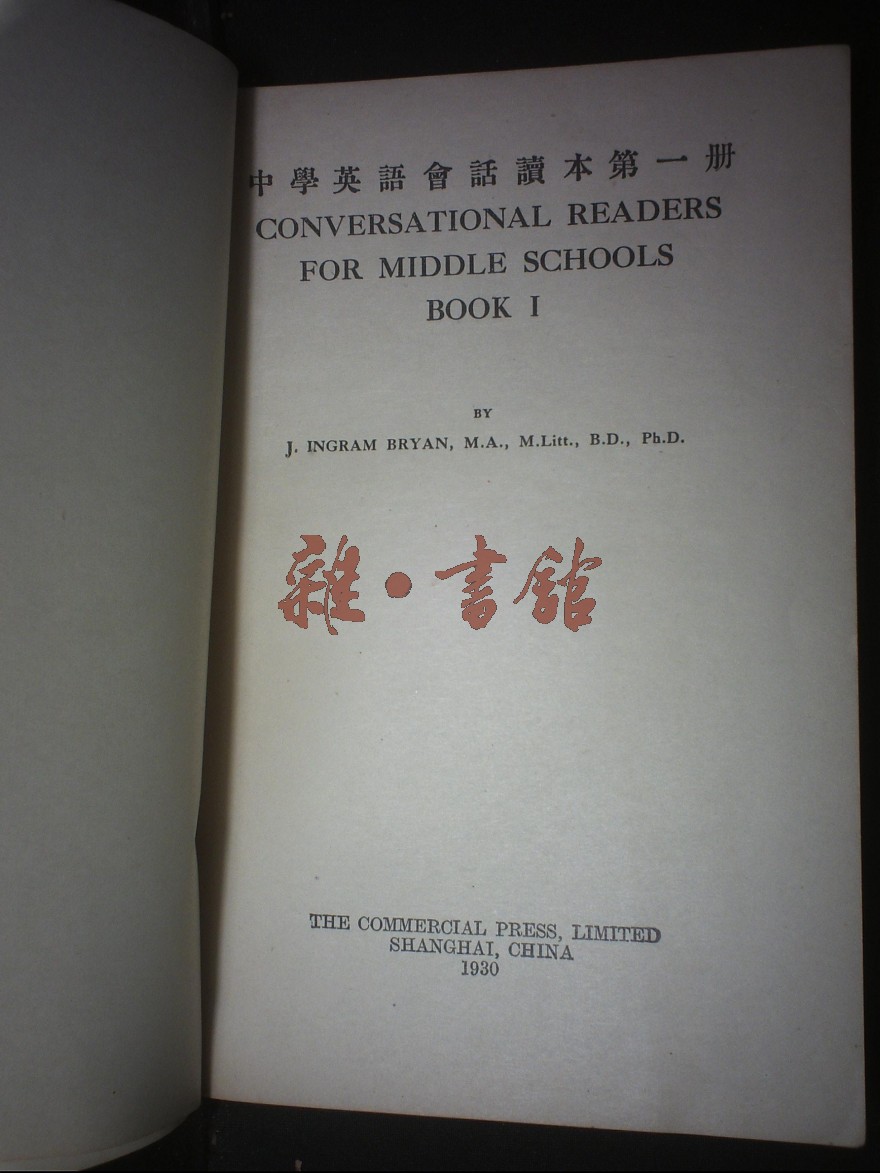 中學英語會話讀本第一册
CONVERSATIONAL READERS
FOR MIDDLE SCHOOLS
BOOK I
BY
J. INGRAM BRYAN, M.A., M.Litt., B.D., Ph.D.
雜·書館
THE COMMERCIAL PRESS, LIMITED
SHANGHAI, CHINA
1930